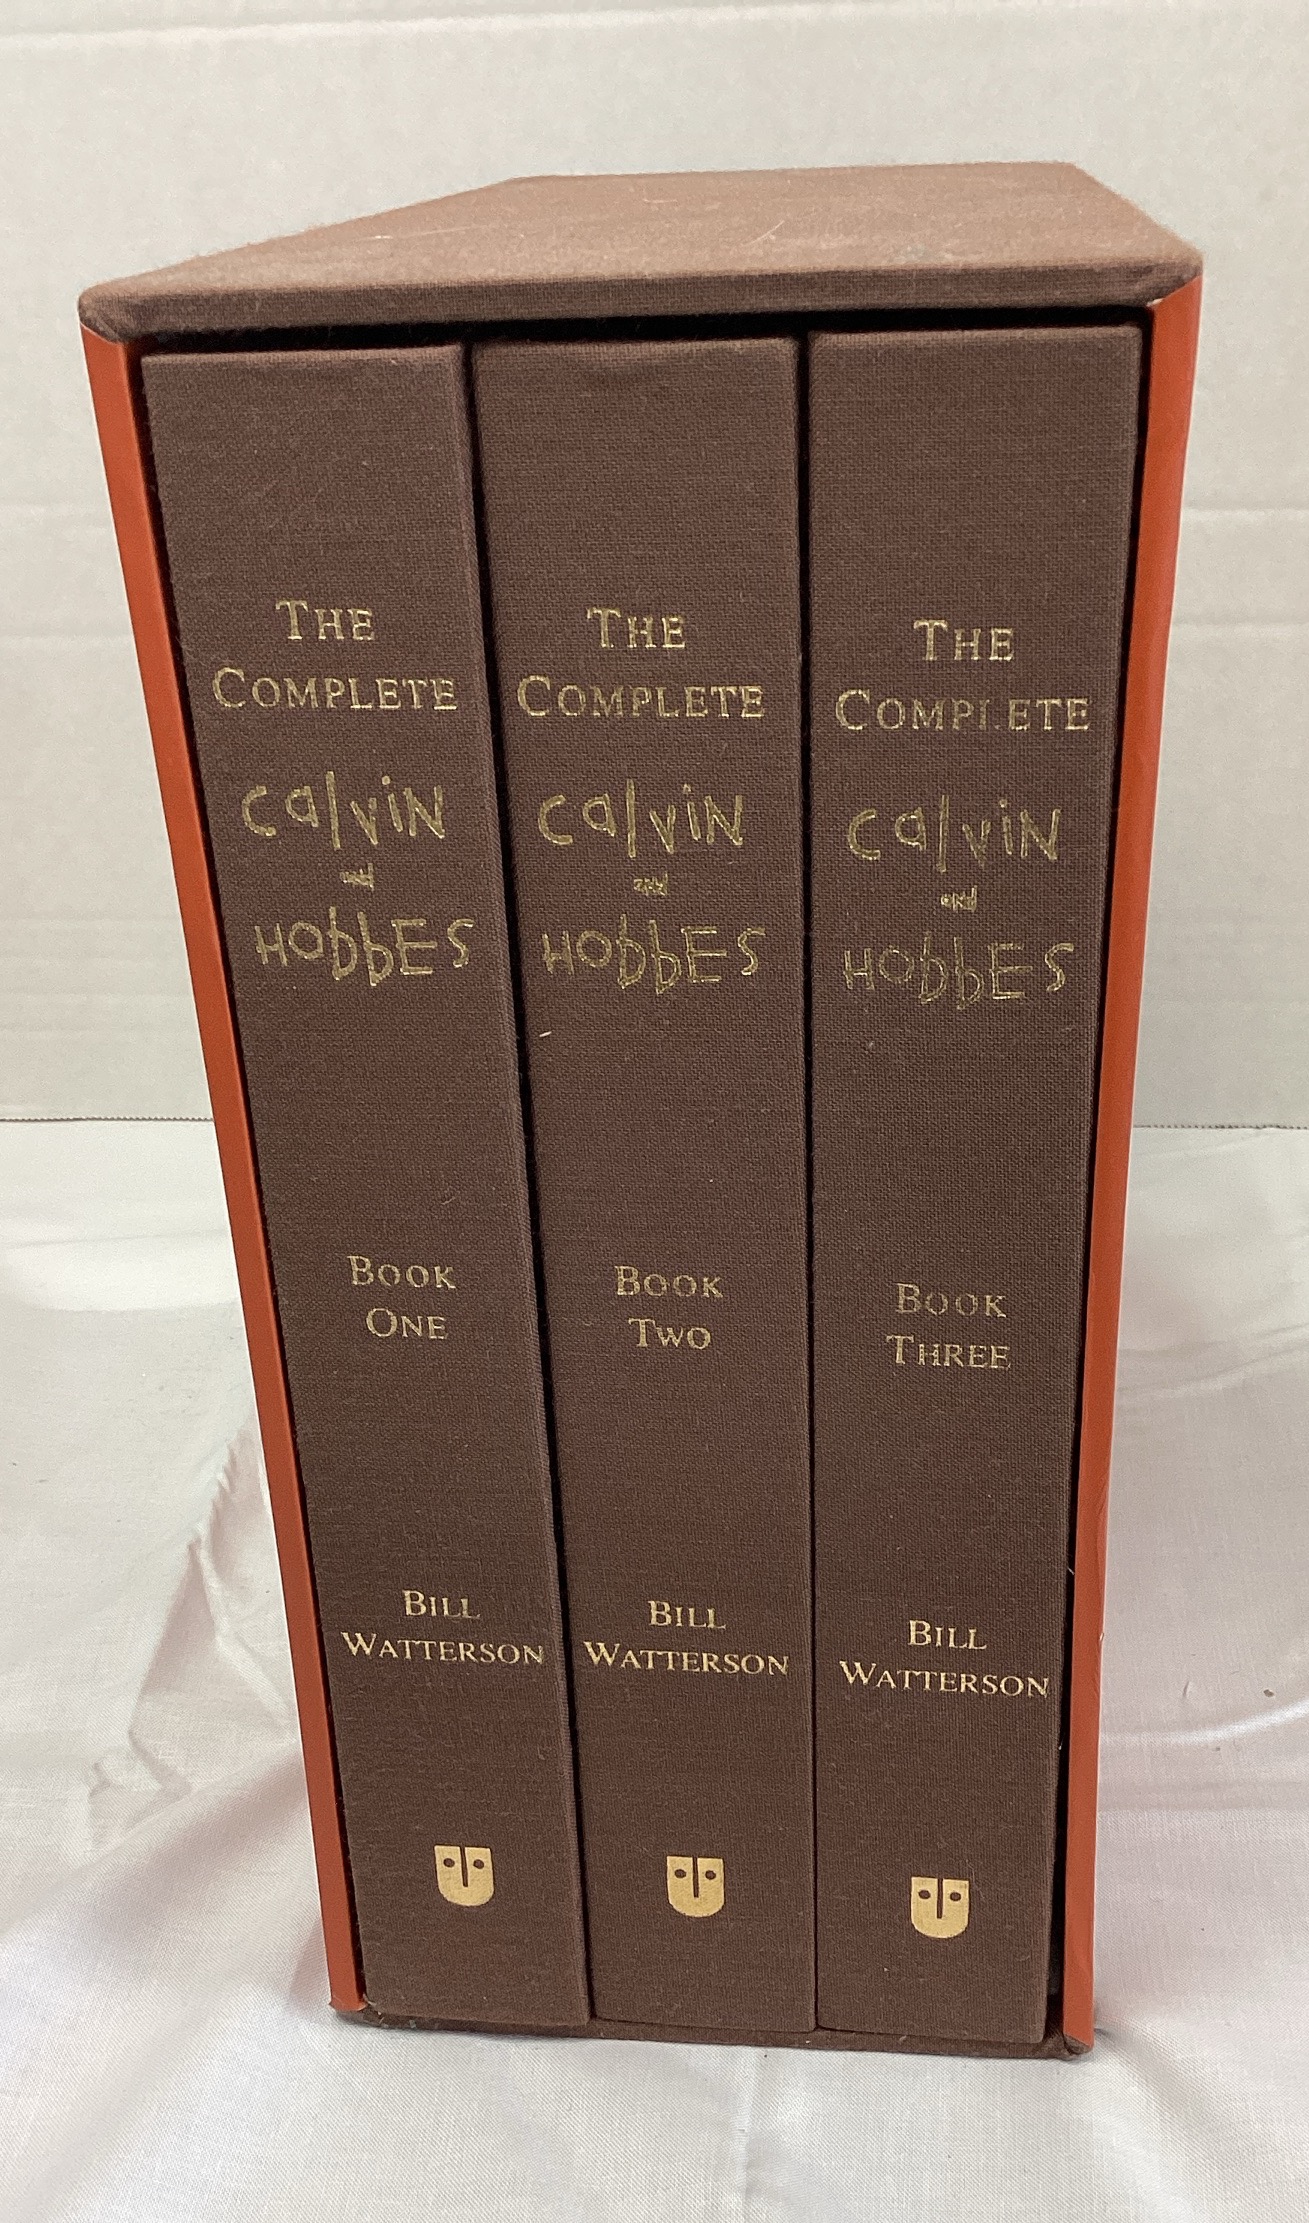 THE
COMPLETE
CalviN
and
HobbES
BOOK
ONE
BILL
WATTERSON
THE
COMPLETE
CalviN
and
HobbES
BOOK
TWO
BILL
WATTERSON
THE
COMPLETE
CalviN
and
HobbES
BOOK
THREE
BILL
WATTERSON